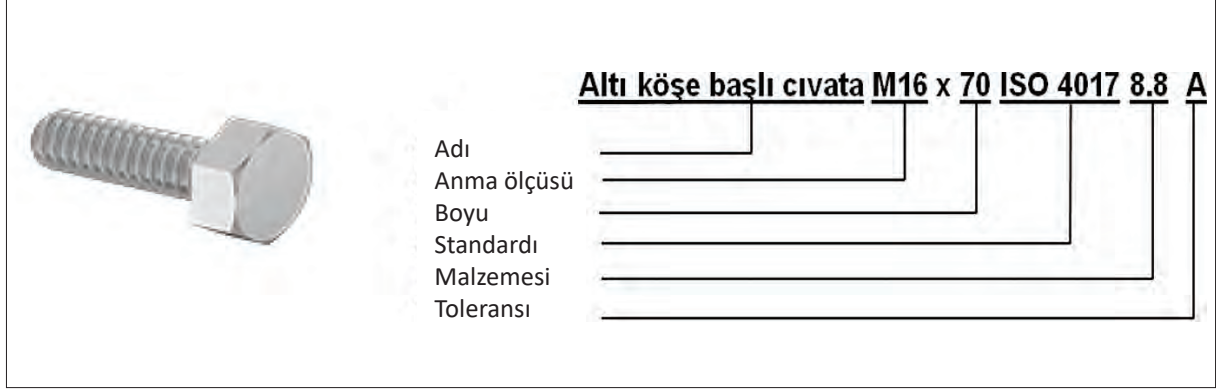 Altı köşe başlı cıvata M16 x 70 ISO 4017 8.8 A
Adı
Anma ölçüsü
Boyu
Standardı
Malzemesi
Toleransı